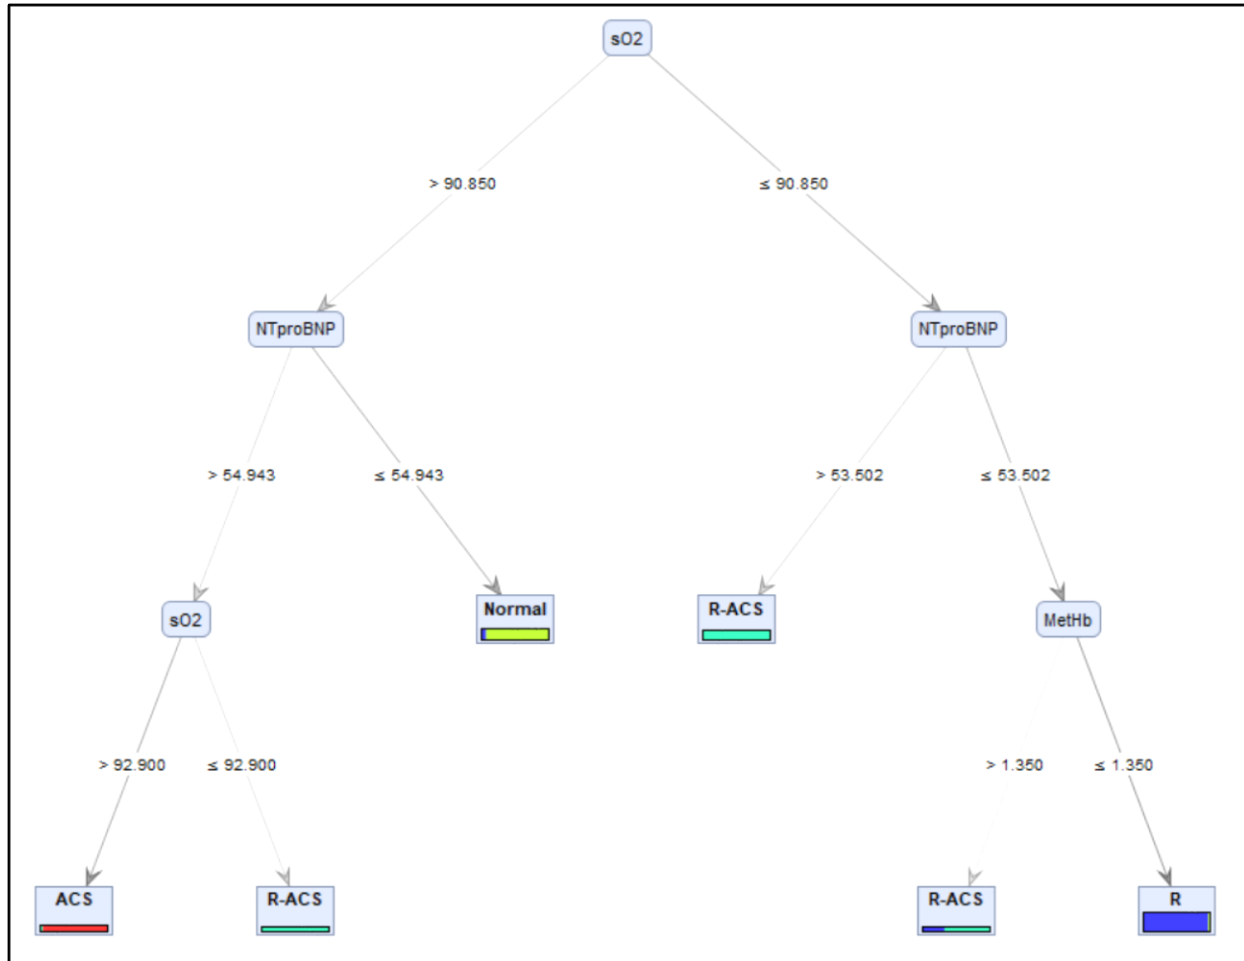 sO2
> 90.850
≤ 90.850
NTproBNP
NTproBNP
> 54.943
≤ 54.943
> 53.502
≤ 53.502
sO2
Normal
R-ACS
MetHb
> 92.900
≤ 92.900
> 1.350
≤ 1.350
ACS
R-ACS
R-ACS
R